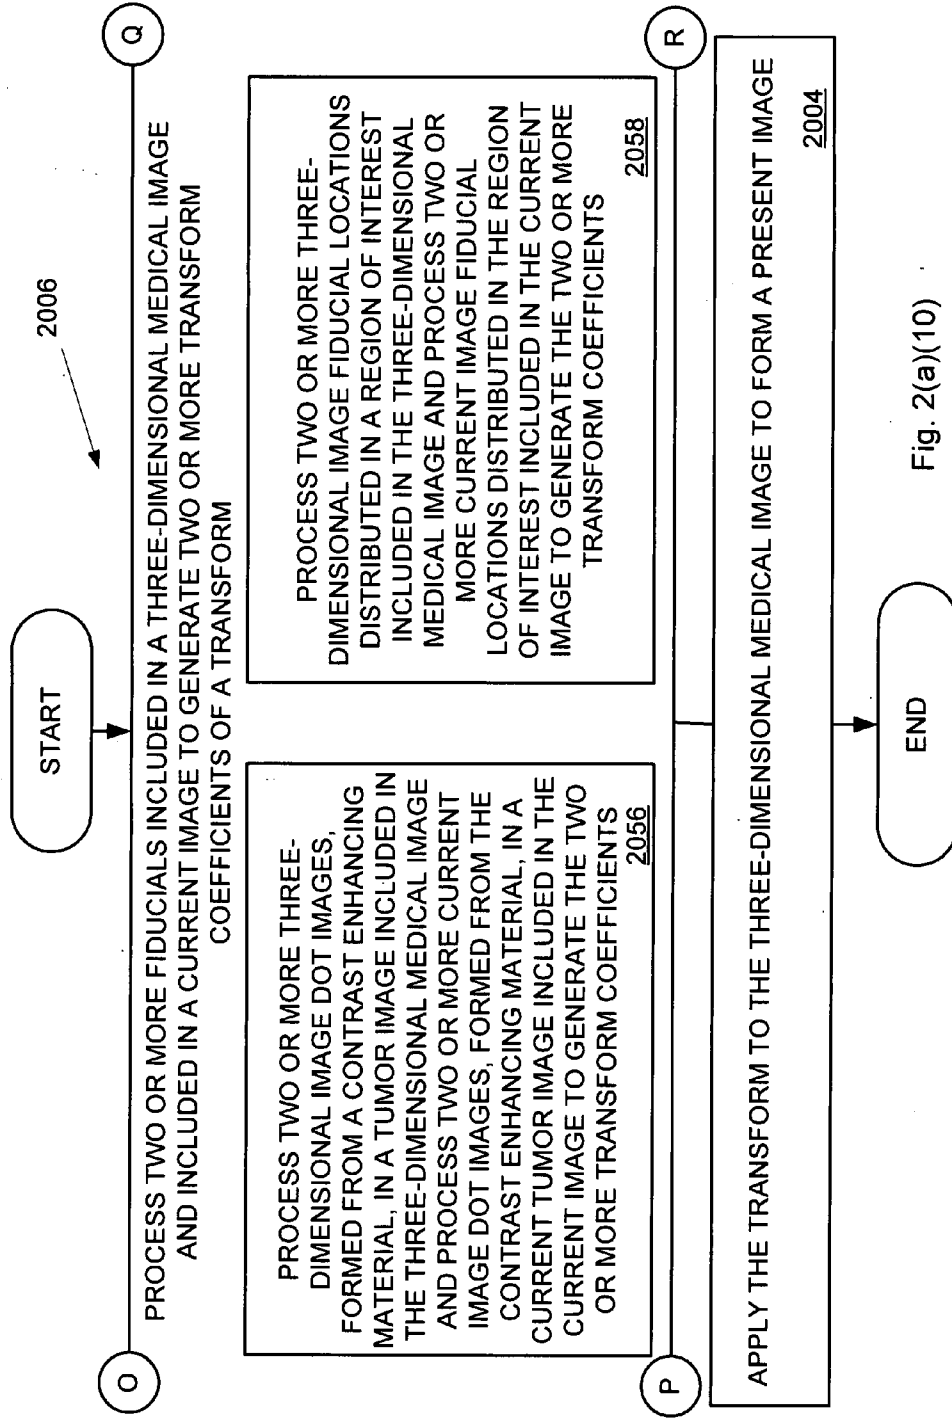 2006
START
O
Q
PROCESS TWO OR MORE FIDUCIALS INCLUDED IN A THREE-DIMENSIONAL MEDICAL IMAGE
AND INCLUDED IN A CURRENT IMAGE TO GENERATE TWO OR MORE TRANSFORM
COEFFICIENTS OF A TRANSFORM
PROCESS TWO OR MORE THREE-
DIMENSIONAL IMAGE DOT IMAGES,
FORMED FROM A CONTRAST ENHANCING
MATERIAL, IN A TUMOR IMAGE INCLUDED IN
THE THREE-DIMENSIONAL MEDICAL IMAGE
AND PROCESS TWO OR MORE CURRENT
IMAGE DOT IMAGES, FORMED FROM THE
CONTRAST ENHANCING MATERIAL, IN A
CURRENT TUMOR IMAGE INCLUDED IN THE
CURRENT IMAGE TO GENERATE THE TWO
OR MORE TRANSFORM COEFFICIENTS
2056
PROCESS TWO OR MORE THREE-
DIMENSIONAL IMAGE FIDUCIAL LOCATIONS
DISTRIBUTED IN A REGION OF INTEREST
INCLUDED IN THE THREE-DIMENSIONAL
MEDICAL IMAGE AND PROCESS TWO OR
MORE CURRENT IMAGE FIDUCIAL
LOCATIONS DISTRIBUTED IN THE REGION
OF INTEREST INCLUDED IN THE CURRENT
IMAGE TO GENERATE THE TWO OR MORE
TRANSFORM COEFFICIENTS
2058
P
R
APPLY THE TRANSFORM TO THE THREE-DIMENSIONAL MEDICAL IMAGE TO FORM A PRESENT IMAGE
2004
END
Fig. 2(a)(10)